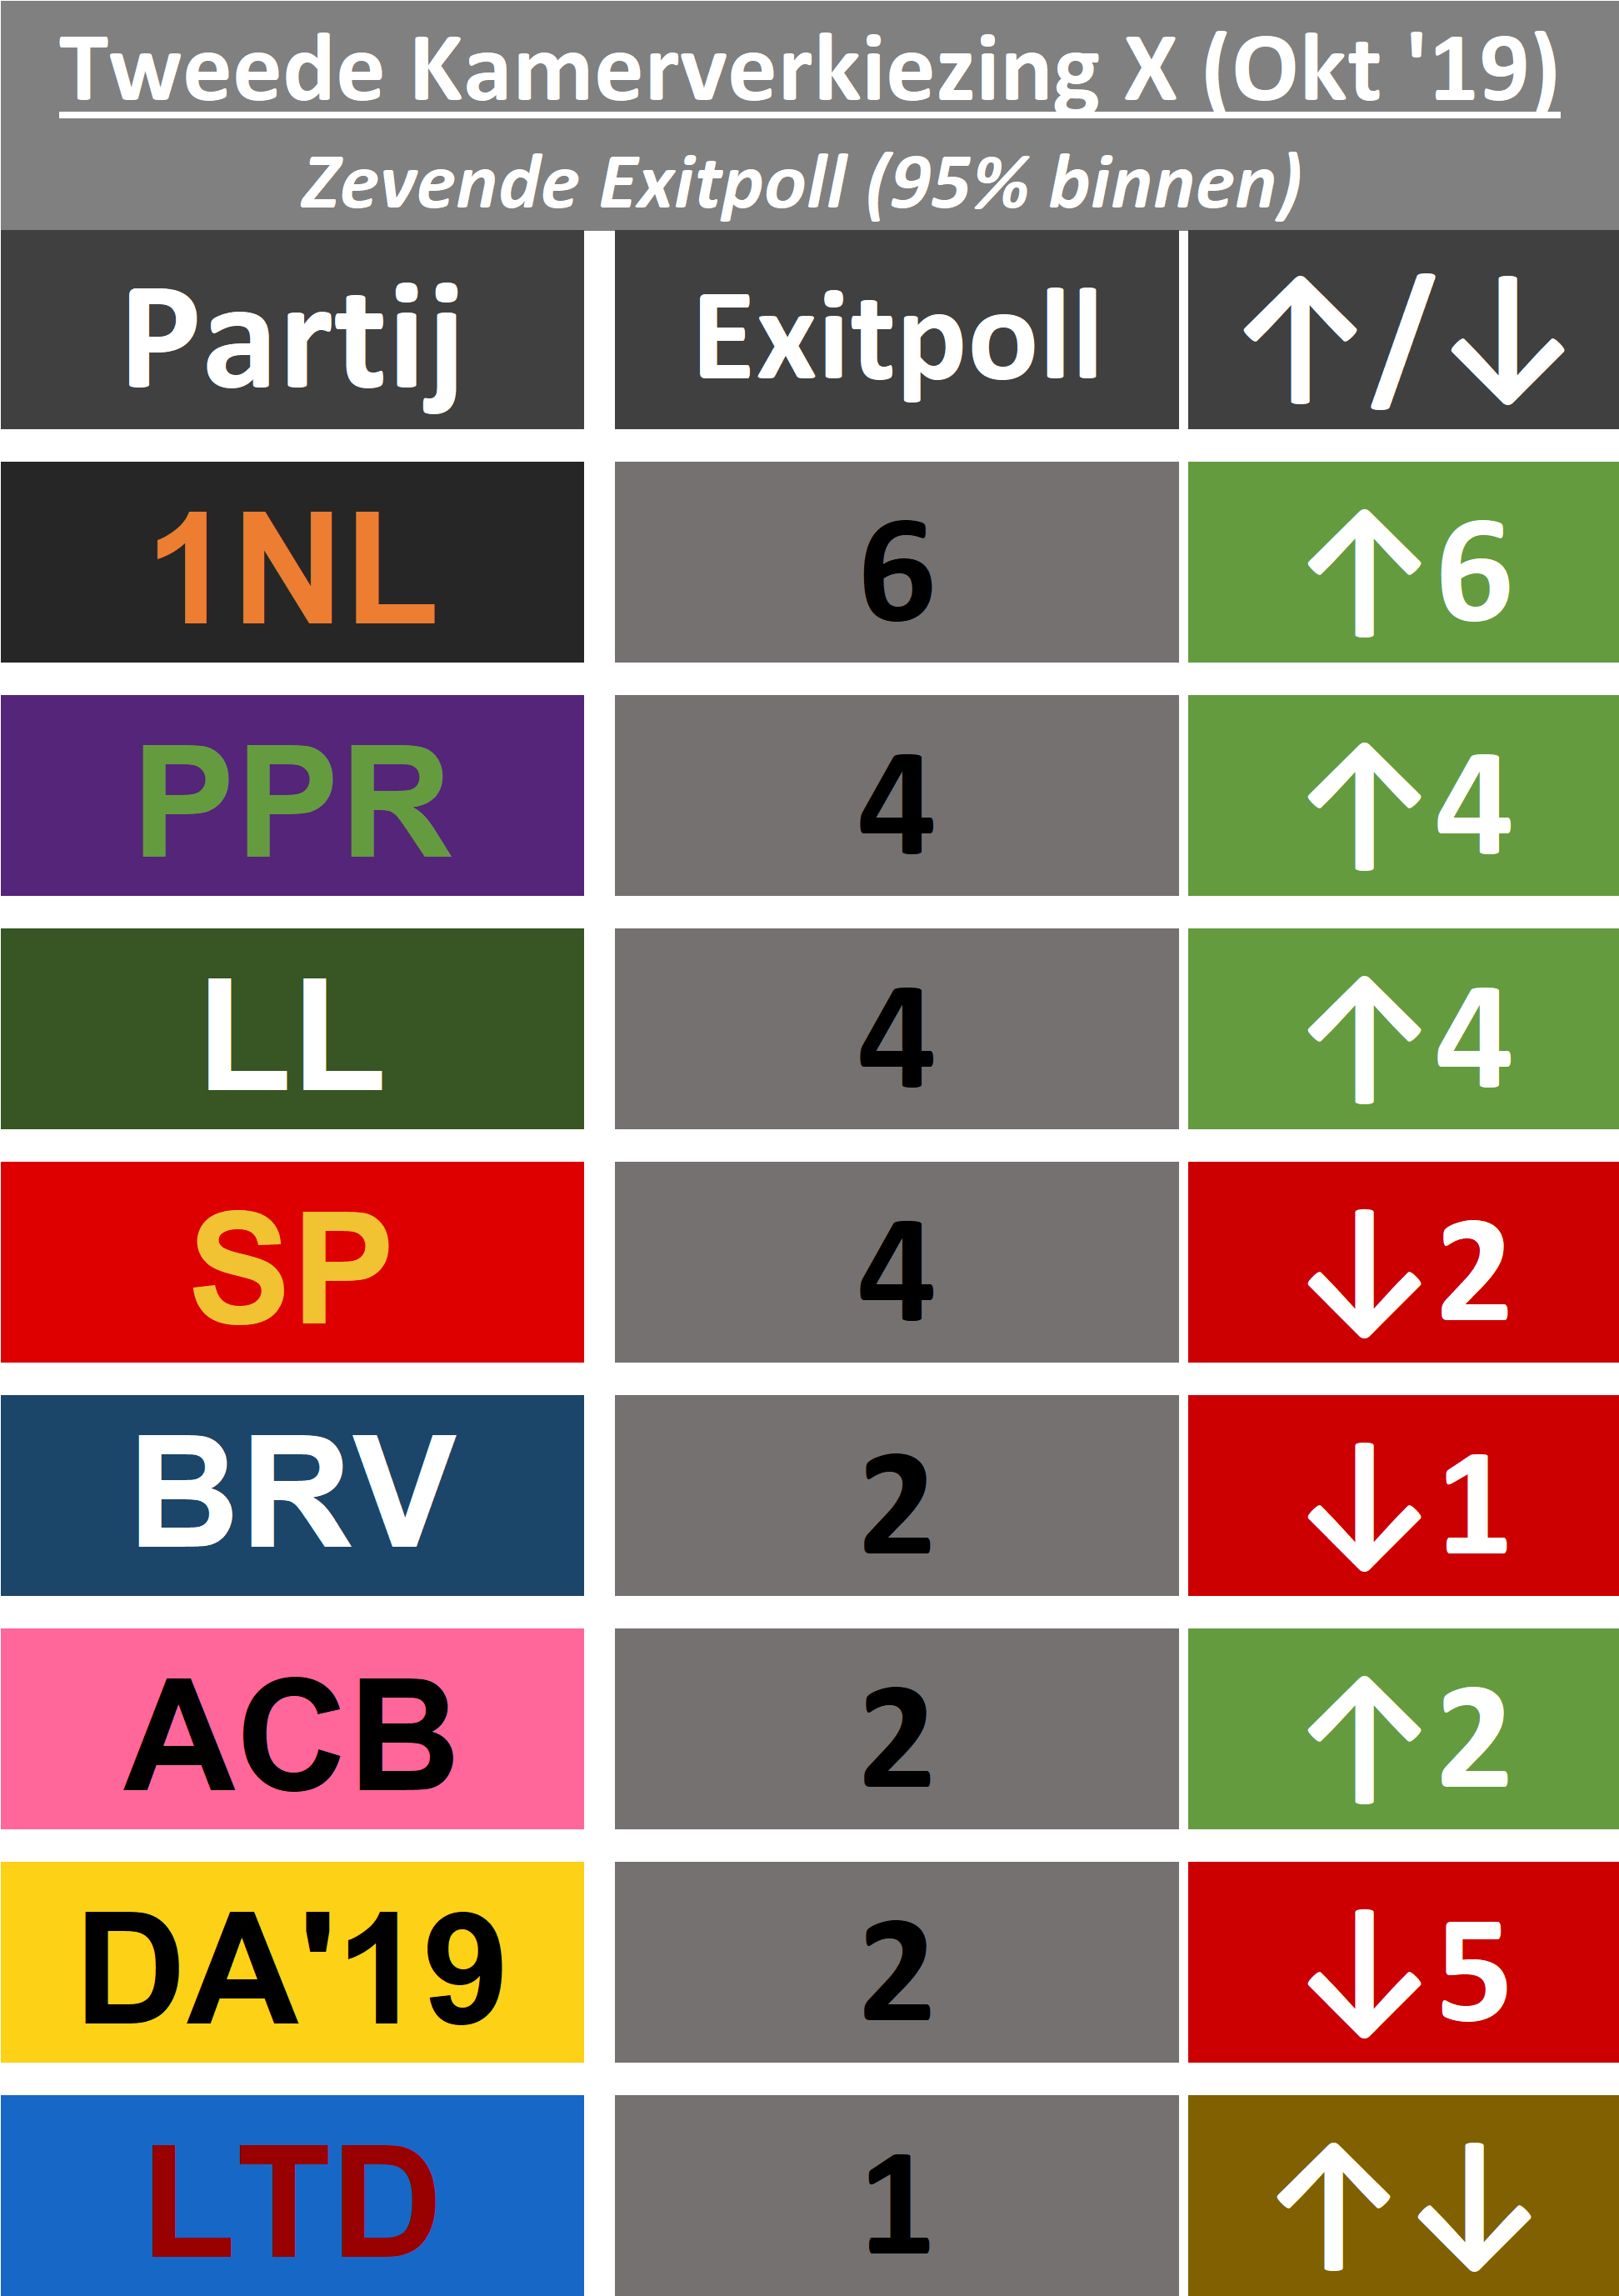 Tweede Kamerverkiezing X (Okt '19)
Zevende Exitpoll (95% binnen)
Partij Exitpoll ↑/↓
1NL 6 ↑6
PPR 4 ↑4
LL 4 ↑4
SP 4 ↓2
BRV 2 ↓1
ACB 2 ↑2
DA'19 2 ↓5
LTD 1 ↑↓